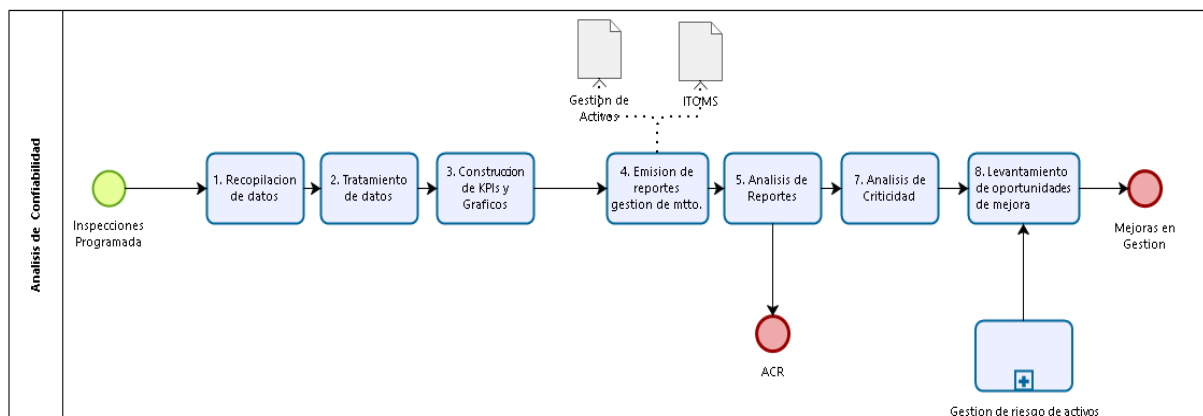 Analisis de Confiabilidad
Inspecciones
Programada
1. Recopilacion
de datos
2. Tratamiento
de datos
3. Construccion
de KPIs y
Graficos
Gestion de
Activos
ITOMS
4. Emision de
reportes
gestion de mtto.
5. Analisis de
Reportes
ACR
7. Analisis de
Criticidad
8. Levantamiento
de oportunidades
de mejora
Mejoras en
Gestion
Gestion de riesgo de activos